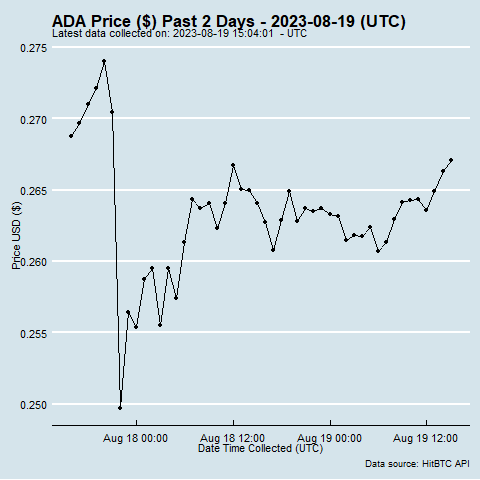 ADA Price ($) Past 2 Days - 2023-08-19 (UTC)
Latest data collected on: 2023-08-19 15:04:01 - UTC
0.275
0.270
0.265
0.260
0.255
0.250
Price USD ($)
Aug 18 00:00
Aug 18 12:00
Aug 19 00:00
Aug 19 12:00
Date Time Collected (UTC)
Data source: HitBTC API